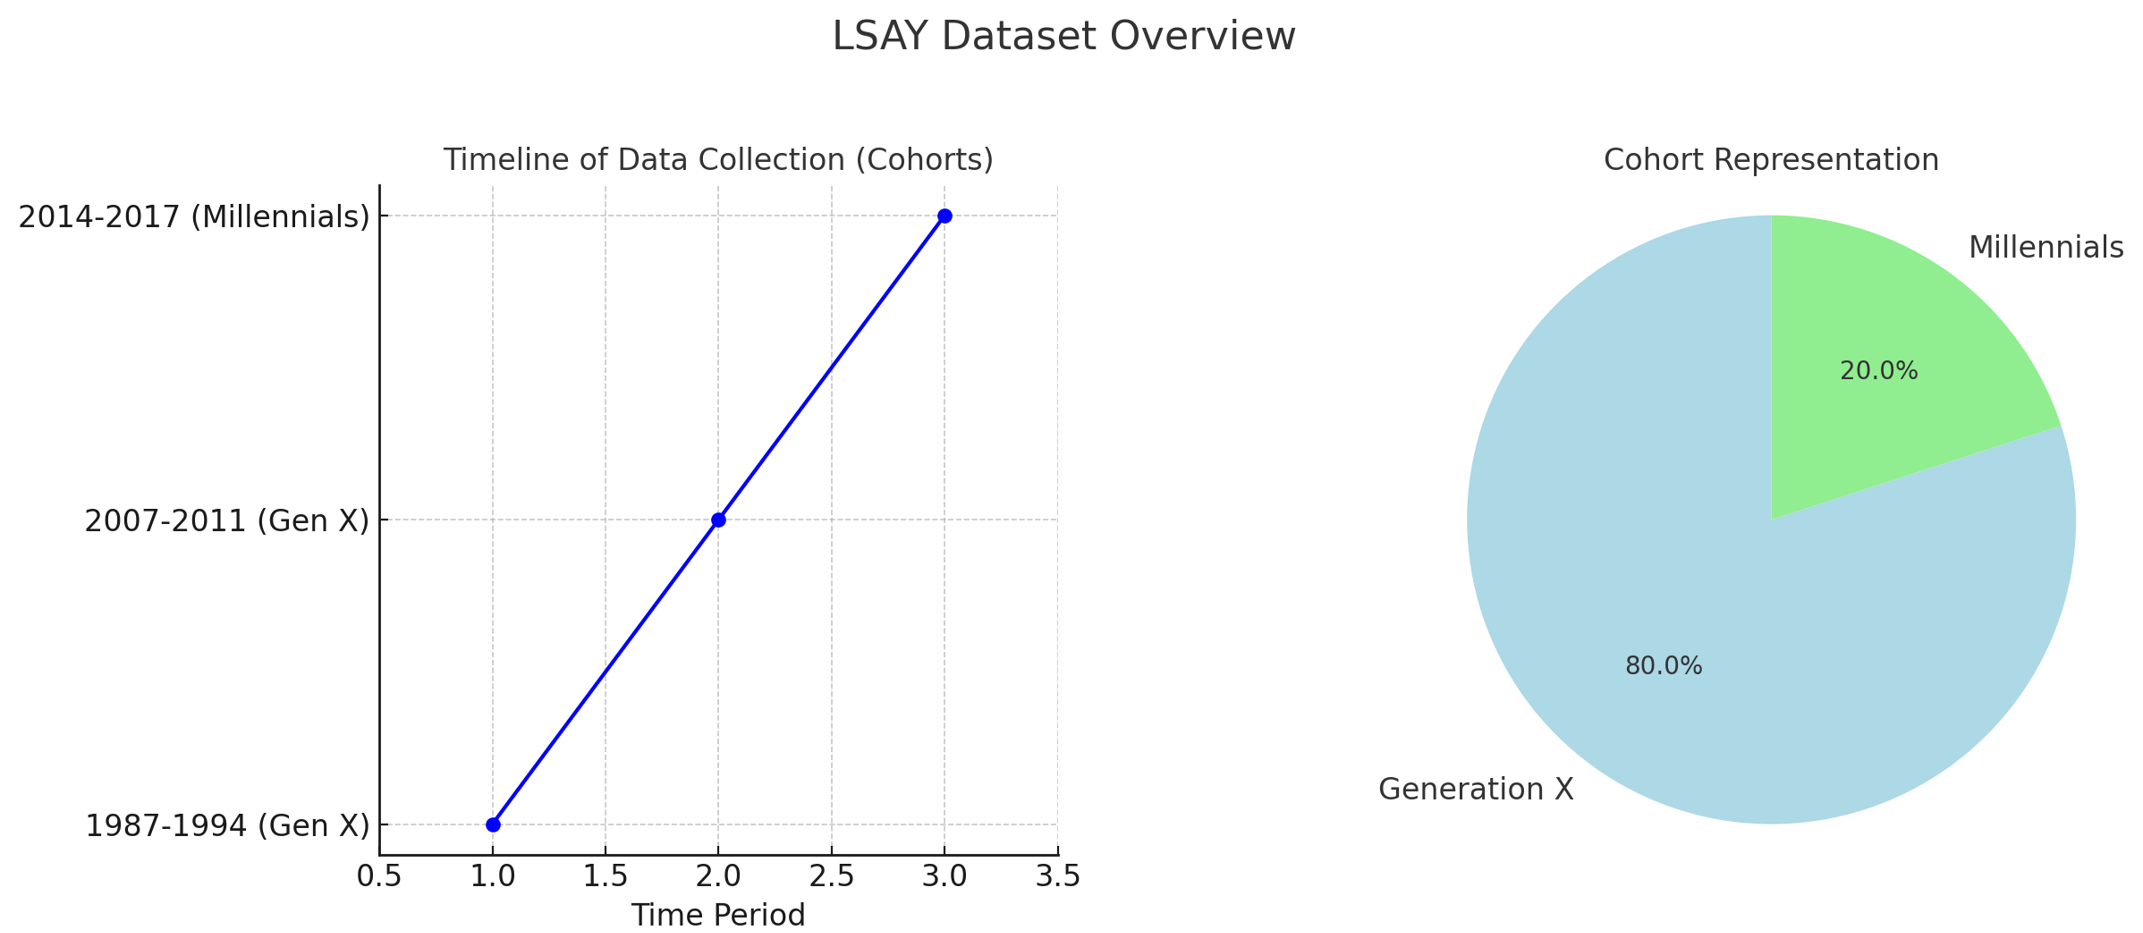 LSAY Dataset Overview
Timeline of Data Collection (Cohorts)
2014-2017 (Millennials)
2007-2011 (Gen X)
1987-1994 (Gen X)
0.5 1.0 1.5 2.0 2.5 3.0 3.5
Time Period
Cohort Representation
Millennials
20.0%
80.0%
Generation X